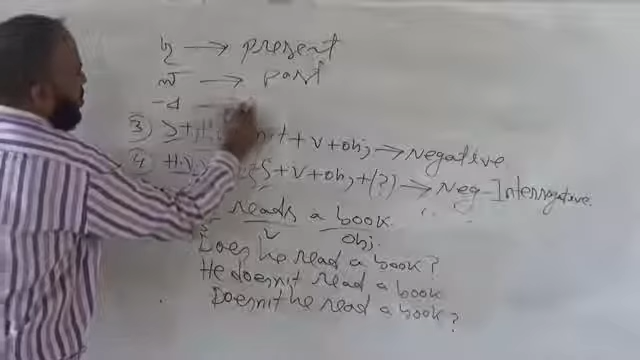 → present
→ past
3) S+H.V+n't+V+obj → Negative
4) H.V+S+V+obj+(?) → Neg-Interrogative.
reads a book.
V obj.
Does he read a book?
He doesn't read a book
Doesn't he read a book?